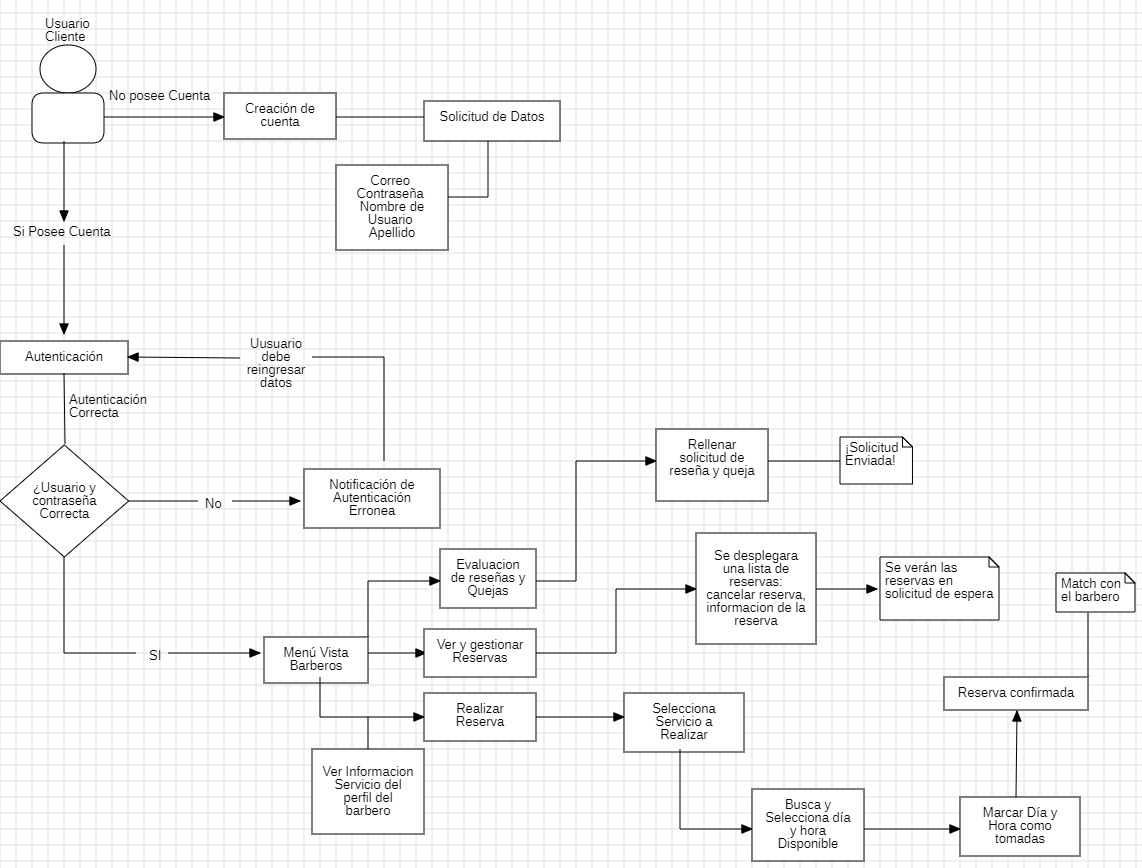 Usuario
Cliente
No posee Cuenta
Creación de
cuenta
Solicitud de Datos
Correo
Contraseña
Nombre de
Usuario
Apellido
Si Posee Cuenta
Autenticación
Uusuario
debe
reingresar
datos
Autenticación
Correcta
¿Usuario y
contraseña
Correcta
No
Notificación de
Autenticación
Erronea
Rellenar
solicitud de
reseña y queja
¡Solicitud
Enviada!
Evaluacion
de reseñas y
Quejas
Se desplegara
una lista de
reservas:
cancelar reserva,
informacion de la
reserva
Se verán las
reservas en
solicitud de espera
Match con
el barbero
SI
Menú Vista
Barberos
Ver y gestionar
Reservas
Reserva confirmada
Realizar
Reserva
Selecciona
Servicio a
Realizar
Ver Informacion
Servicio del
perfil del
barbero
Busca y
Selecciona día
y hora
Disponible
Marcar Día y
Hora como
tomadas